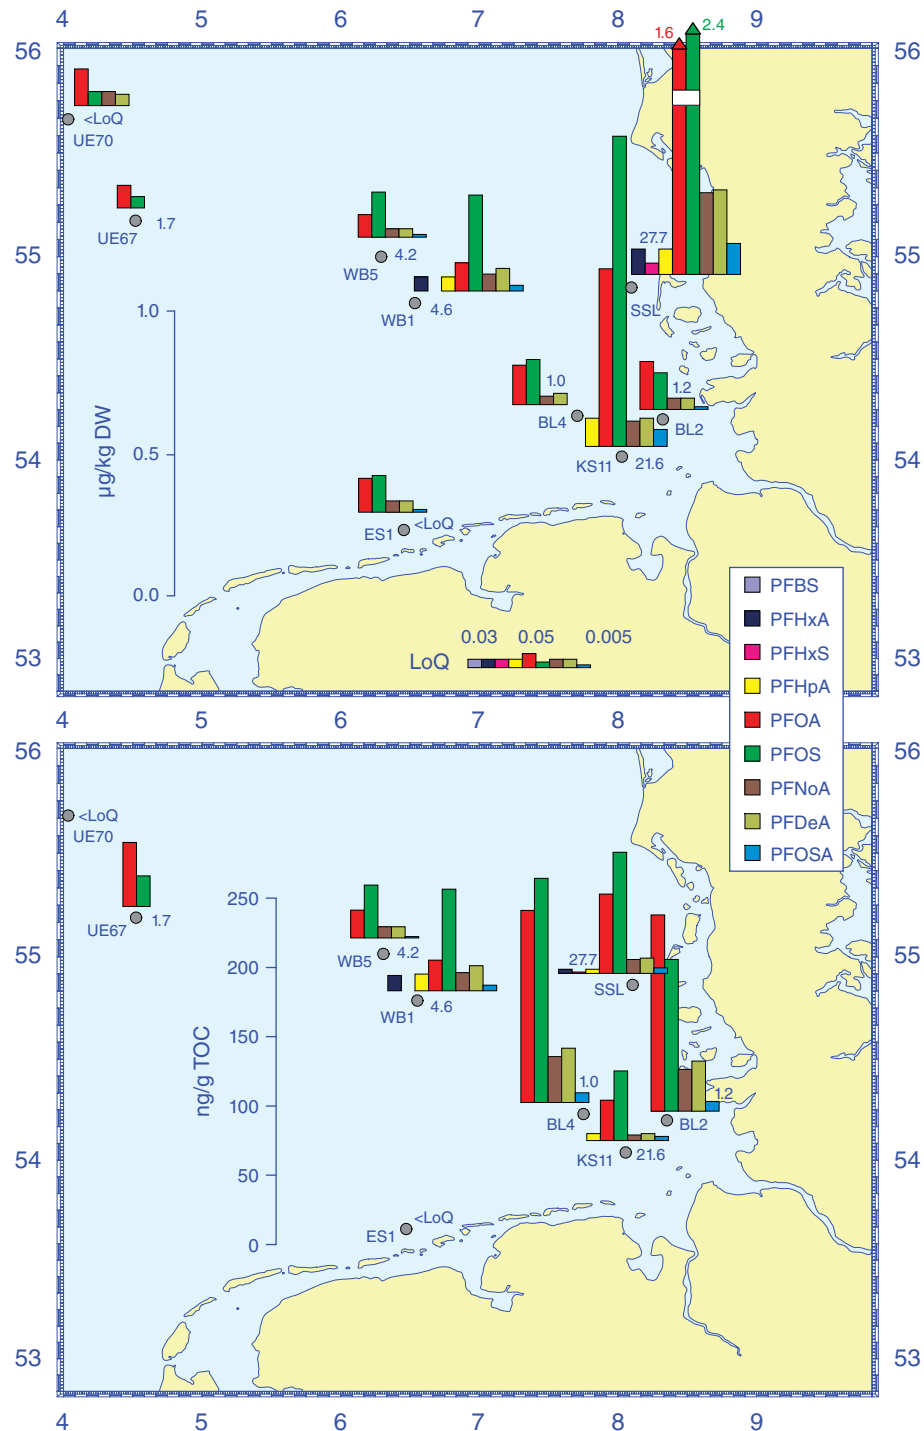 4 5 6 7 8 9
1.6 2.4
56 56
<LoQ
UE70
1.7
UE67
27.7
55 55
4.2
WB5
4.6
WB1
SSL
1.0
1.0
1.2
BL4
BL2
µg/kg DW
0.5
54 54
KS11 21.6
<LoQ
ES1
0.0
PFBS
PFHxA
PFHxS
PFHpA
PFOA
PFOS
PFNoA
PFDeA
PFOSA
0.03 0.05 0.005
LoQ
53 53
4 5 6 7 8 9
56 56
<LoQ
UE70
250
1.7
UE67
4.2
WB5
55 55
27.7
200
SSL
4.6
WB1
150
ng/g TOC
1.0
1.2
100
BL4
BL2
KS11 21.6
54 54
50
<LoQ
ES1
0
53 53
4 5 6 7 8 9